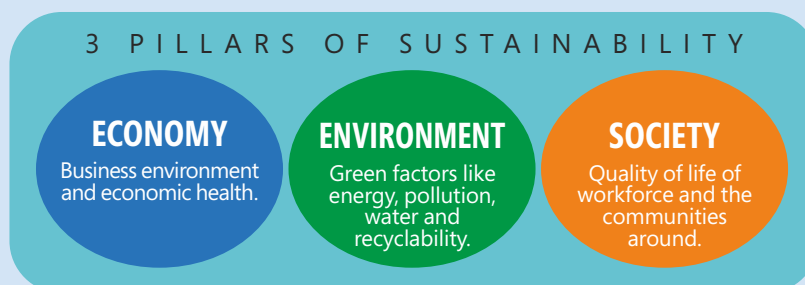 3 PILLARS OF SUSTAINABILITY
ECONOMY
Business environment
and economic health.
ENVIRONMENT
Green factors like
energy, pollution,
water and
recyclability.
SOCIETY
Quality of life of
workforce and the
communities
around.